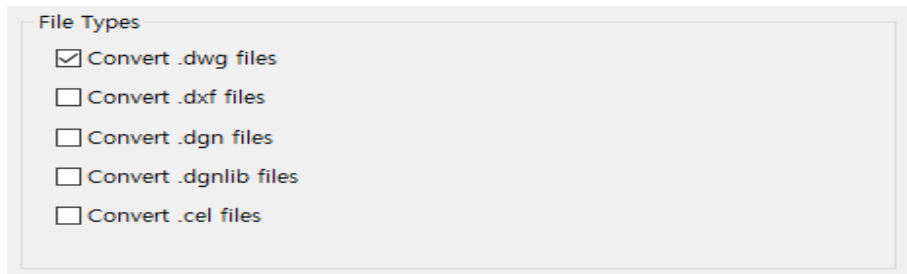 File Types
Convert .dwg files
Convert .dxf files
Convert .dgn files
Convert .dgnlib files
Convert .cel files